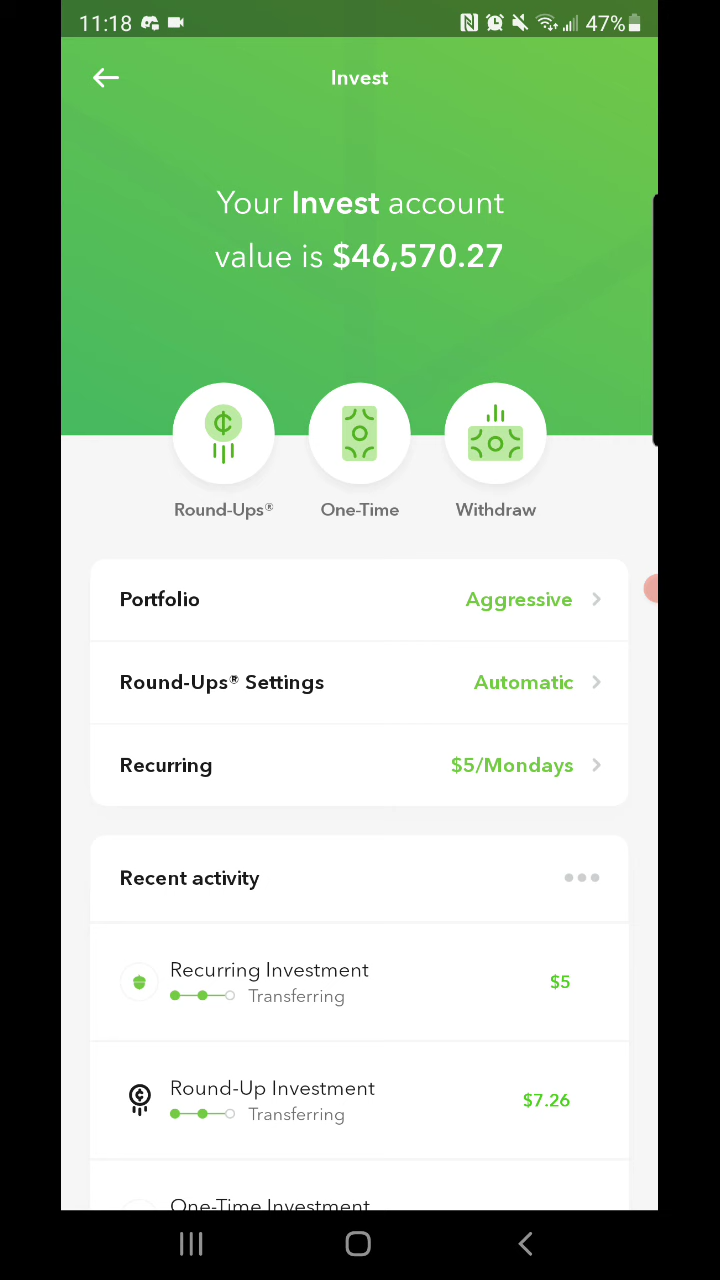 11:18 47%
Invest
Your Invest account
value is $46,570.27
Round-Ups® One-Time Withdraw
Portfolio Aggressive
Round-Ups® Settings Automatic
Recurring $5/Mondays
Recent activity
Recurring Investment $5
Transferring
Round-Up Investment $7.26
Transferring
One-Time Investment